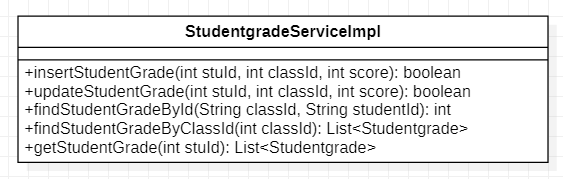 StudentgradeServiceImpl
+insertStudentGrade(int stuId, int classId, int score): boolean
+updateStudentGrade(int stuId, int classId, int score): boolean
+findStudentGradeById(String classId, String studentId): int
+findStudentGradeByClassId(int classId): List<Studentgrade>
+getStudentGrade(int stuId): List<Studentgrade>